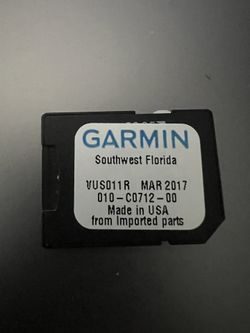 GARMIN
Southwest Florida
VUS011R MAR 2017
010-C0712-00
Made in USA
from Imported parts